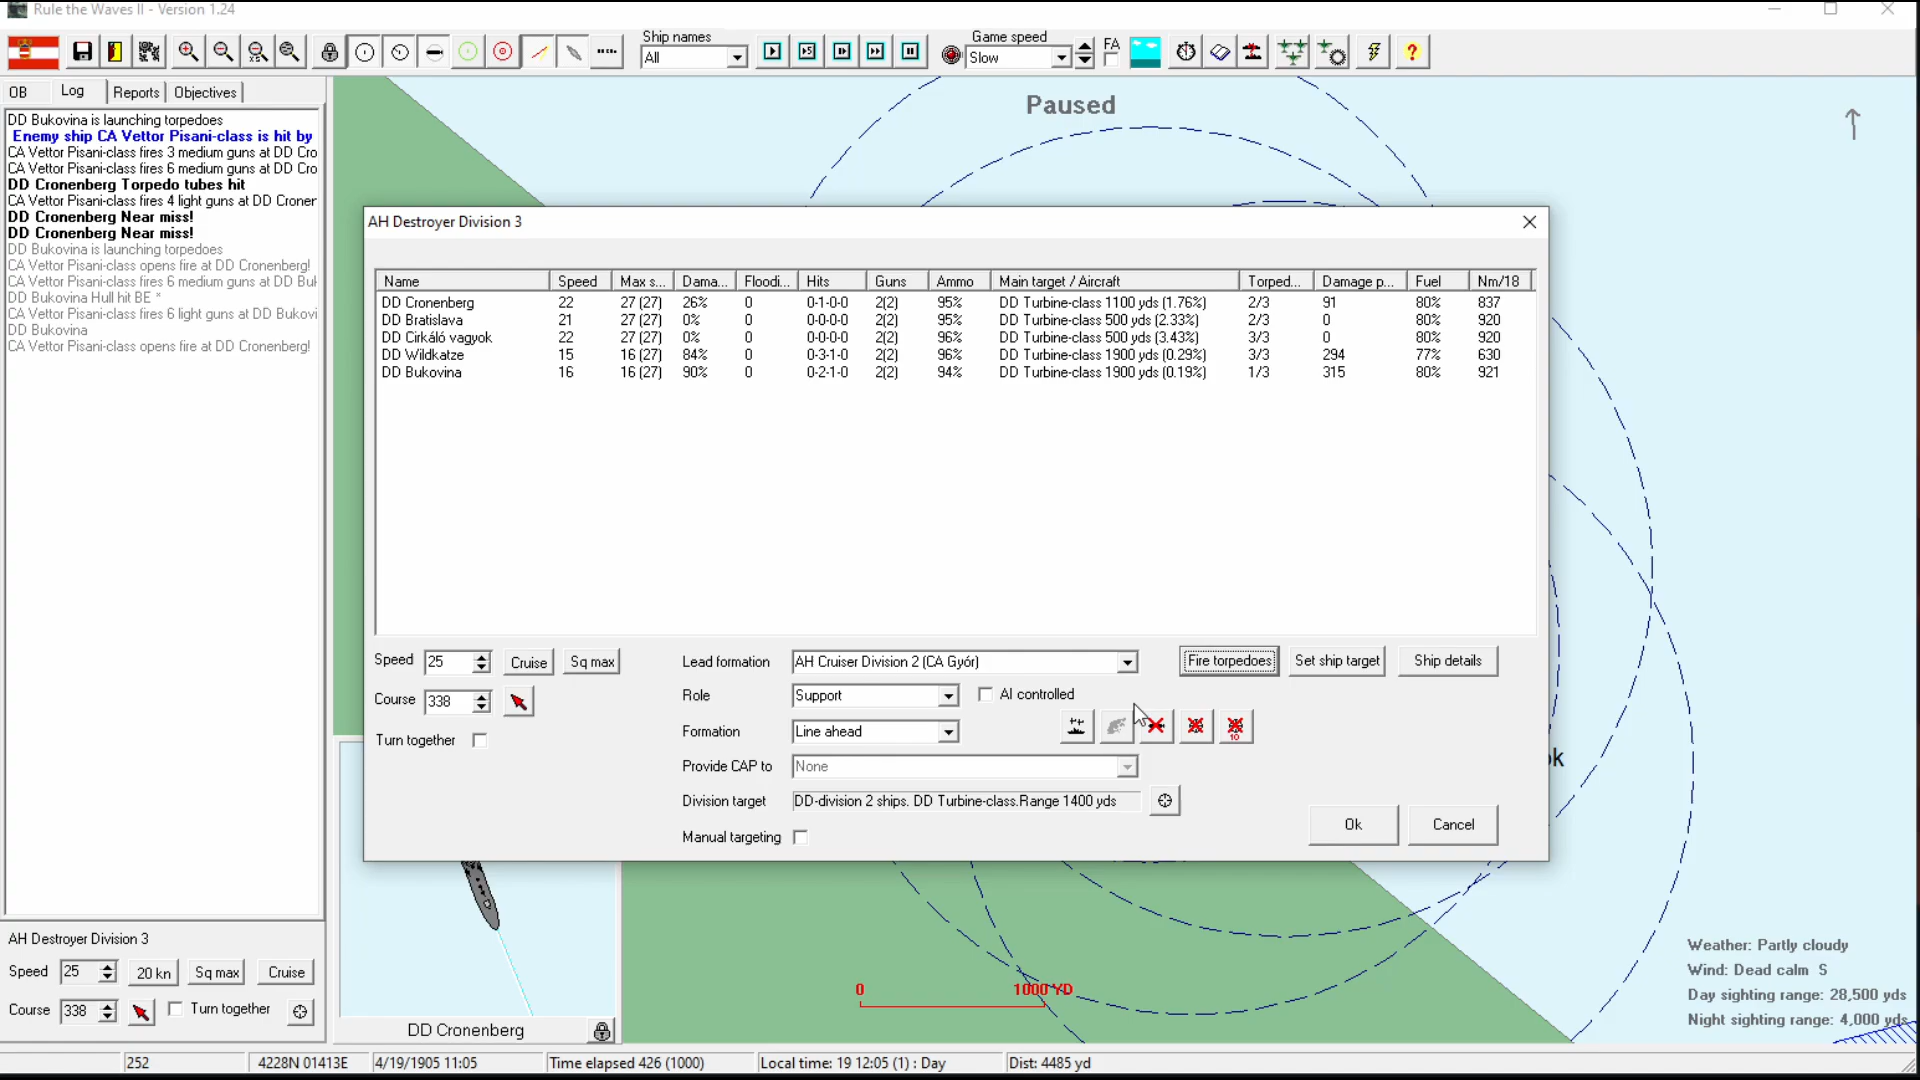 Rule the Waves II - Version 1.24
Ship names
All
Game speed
Slow
FA
OB
Log
Reports
Objectives
Paused
DD Bukovina is launching torpedoes
Enemy ship CA Vettor Pisani-class is hit by
CA Vettor Pisani-class fires 3 medium guns at DD Cro
CA Vettor Pisani-class fires 6 medium guns at DD Cro
DD Cronenberg Torpedo tubes hit
CA Vettor Pisani-class fires 4 light guns at DD Croner
DD Cronenberg Near miss!
DD Cronenberg Near miss!
DD Bukovina is launching torpedoes
CA Vettor Pisani-class opens fire at DD Cronenberg!
CA Vettor Pisani-class fires 6 medium guns at DD Bul
DD Bukovina Hull hit BE *
CA Vettor Pisani-class fires 6 light guns at DD Bukovi
DD Bukovina
CA Vettor Pisani-class opens fire at DD Cronenberg!
AH Destroyer Division 3
Name Speed Max s... Dama... Floodi... Hits Guns Ammo Main target / Aircraft Torped... Damage p... Fuel Nm/18
DD Cronenberg 22 27 (27) 26% 0 0-1-0-0 2(2) 95% DD Turbine-class 1100 yds (1.76%) 2/3 91 80% 837
DD Bratislava 21 27 (27) 0% 0 0-0-0-0 2(2) 95% DD Turbine-class 500 yds (2.33%) 2/3 0 80% 920
DD Cirkáló vagyok 22 27 (27) 0% 0 0-0-0-0 2(2) 96% DD Turbine-class 500 yds (3.43%) 3/3 0 80% 920
DD Wildkatze 15 16 (27) 84% 0 0-3-1-0 2(2) 96% DD Turbine-class 1900 yds (0.29%) 3/3 294 77% 630
DD Bukovina 16 16 (27) 90% 0 0-2-1-0 2(2) 94% DD Turbine-class 1900 yds (0.19%) 1/3 315 80% 921
Speed 25 Cruise Sq max
Course 338
Turn together
Lead formation AH Cruiser Division 2 (CA Győr)
Role Support AI controlled
Formation Line ahead
Provide CAP to None
Division target DD-division 2 ships. DD Turbine-class.Range 1400 yds
Manual targeting
Fire torpedoes Set ship target Ship details
10
Ok Cancel
ok
AH Destroyer Division 3
Speed 25 20 kn Sq max Cruise
Course 338 Turn together
DD Cronenberg
0 1000 YD
Weather: Partly cloudy
Wind: Dead calm S
Day sighting range: 28,500 yds
Night sighting range: 4,000 yds
252 4228N 01413E 4/19/1905 11:05 Time elapsed 426 (1000) Local time: 19 12:05 (1) : Day Dist: 4485 yd